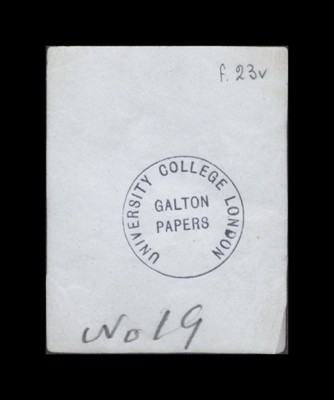 f. 23v
UNIVERSITY COLLEGE LONDON
GALTON
PAPERS
No 19